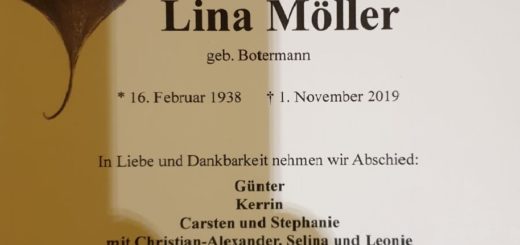 Lina Möller
geb. Botermann
* 16. Februar 1938 † 1. November 2019
In Liebe und Dankbarkeit nehmen wir Abschied:
Günter
Kerrin
Carsten und Stephanie
mit Christian-Alexander, Selina und Leonie